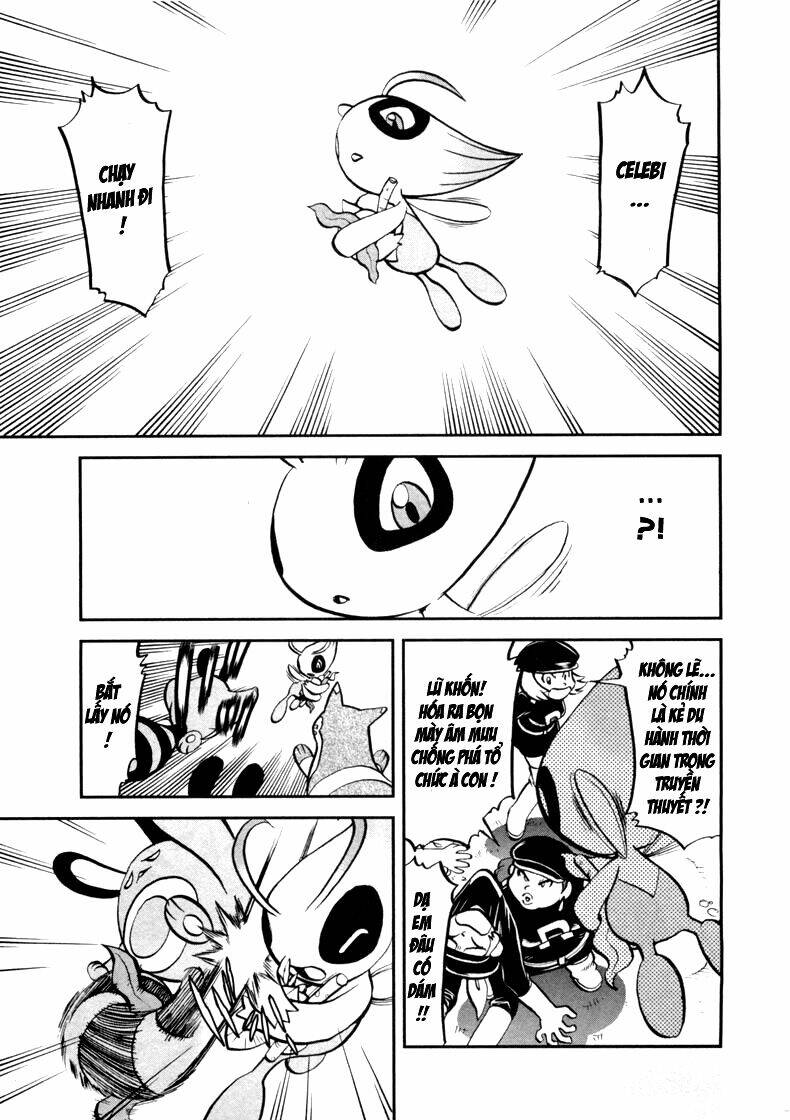 CELEBI
...
CHẠY
NHANH ĐI
!
...
?!
KHÔNG LẼ...
NÓ CHÍNH
LÀ KẺ DU
HÀNH THỜI
GIAN TRONG
TRUYỀN
THUYẾT ?!
LŨ KHỐN!
HÓA RA BỌN
MÀY ÂM MƯU
CHỐNG PHÁ TỔ
CHỨC À CON !
DẠ
EM
ĐÂU
CÓ
DÁM
!!
BẮT
LẤY NÓ
!